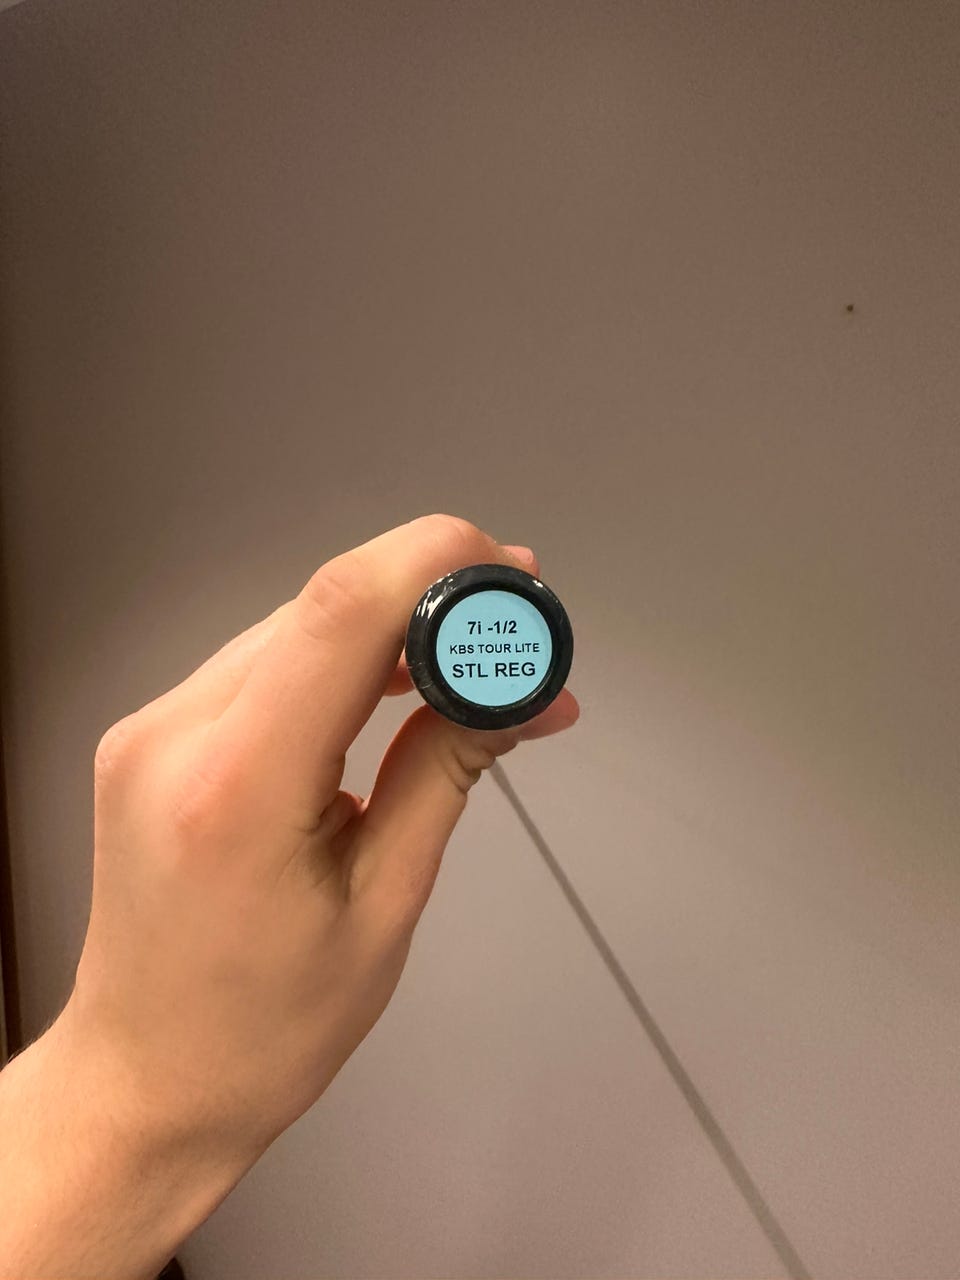 7i -1/2
KBS TOUR LITE
STL REG